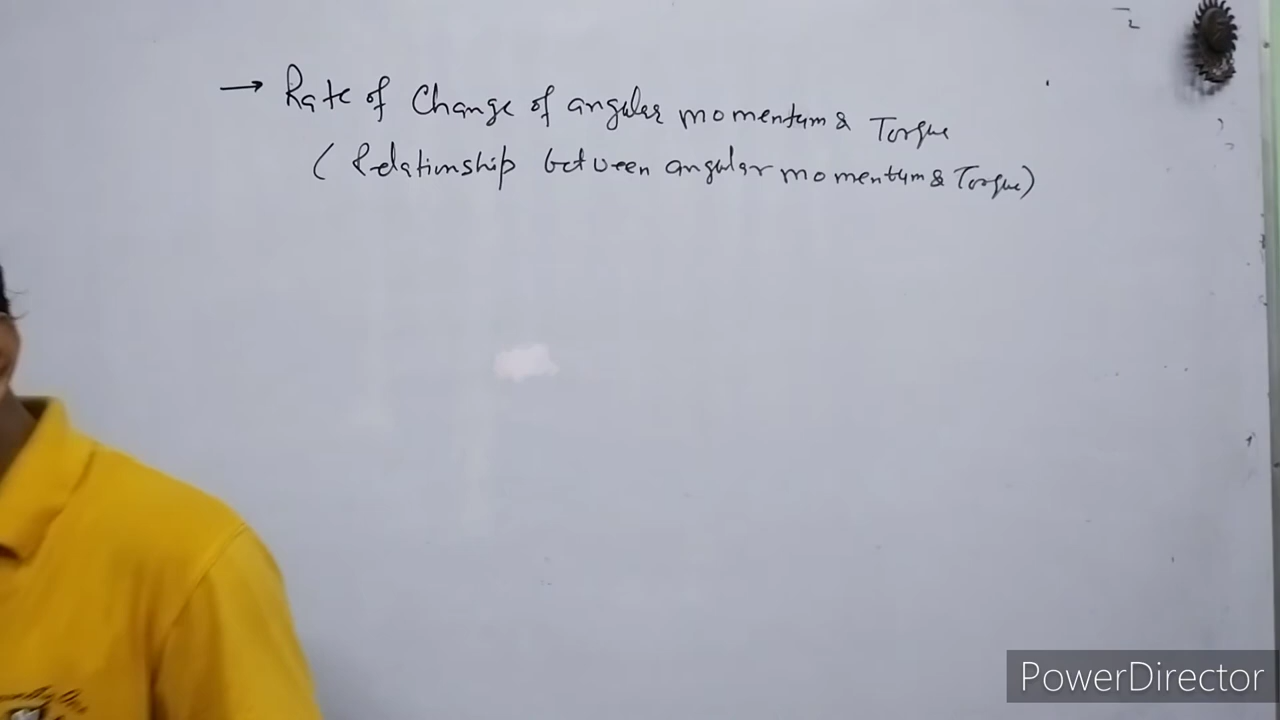 → Rate of Change of angular momentum & Torque
( Relationship between angular momentum & Torque)
PowerDirector